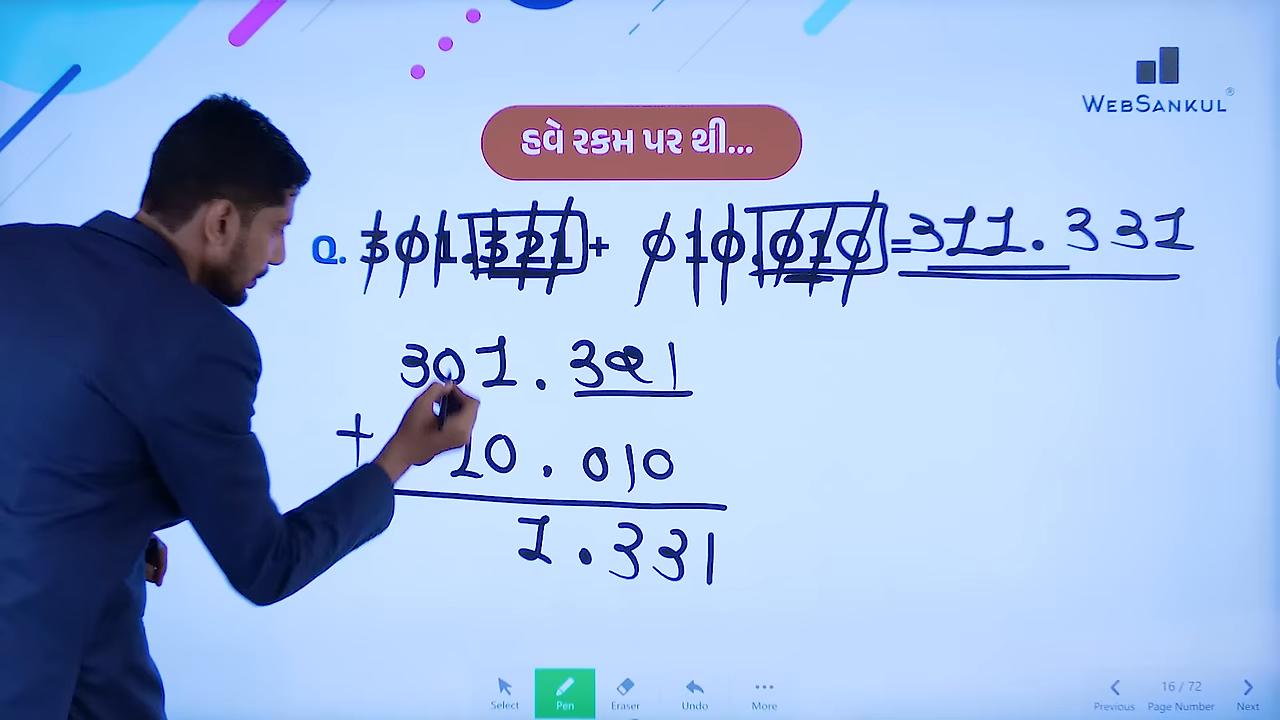 WEBSANKUL®
હવે રકમ પર થી...
Q. 301.321 + 010.010 = 311.331
301.3૨1
+ 10.010
1.331
Select Pen Eraser Undo More
16 / 72
Previous Page Number Next